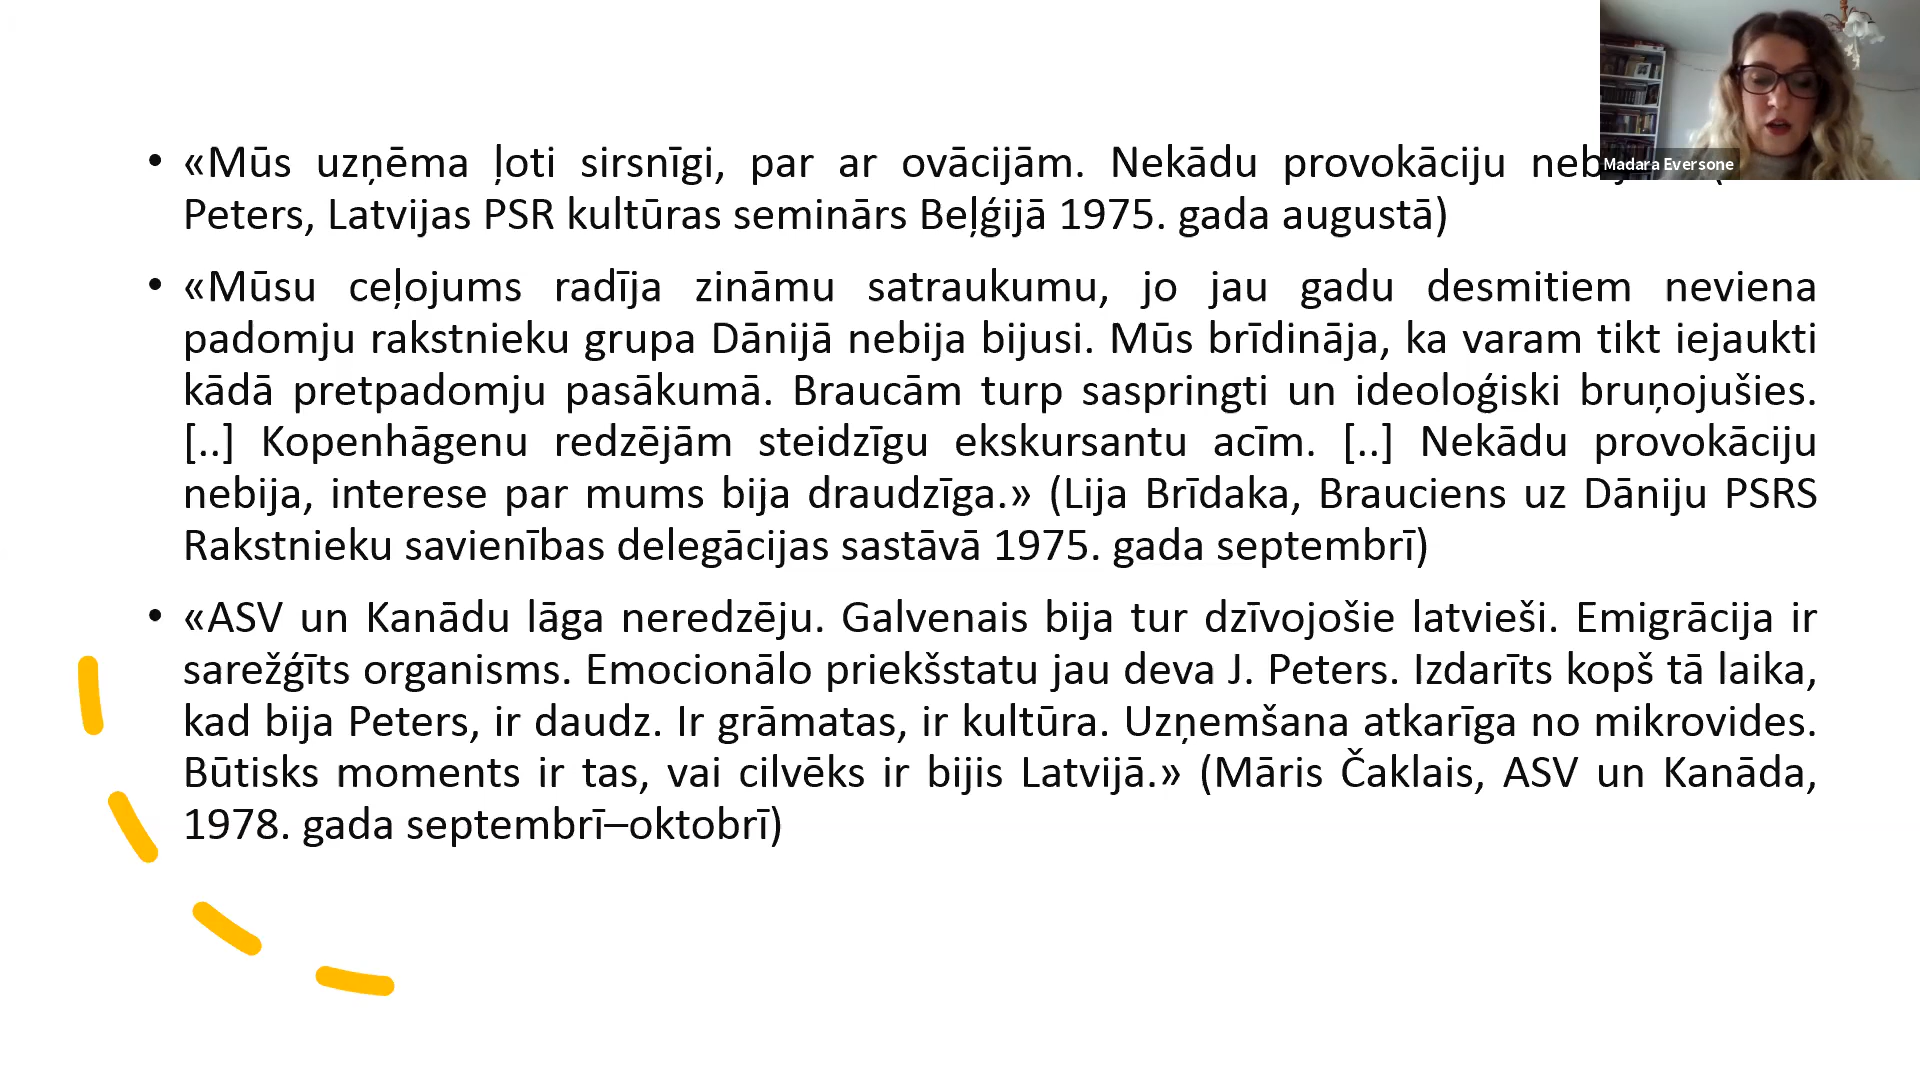 • «Mūs uzņēma ļoti sirsnīgi, par ar ovācijām. Nekādu provokāciju
Peters, Latvijas PSR kultūras seminārs Beļģijā 1975. gada augustā)
• «Mūsu ceļojums radīja zināmu satraukumu, jo jau gadu desmitiem neviena
padomju rakstnieku grupa Dānijā nebija bijusi. Mūs brīdināja, ka varam tikt iejaukti
kādā pretpadomju pasākumā. Braucām turp saspringti un ideoloģiski bruņojušies.
[..] Kopenhāgenu redzējām steidzīgu ekskursantu acīm. [..] Nekādu provokāciju
nebija, interese par mums bija draudzīga.» (Lija Brīdaka, Brauciens uz Dāniju PSRS
Rakstnieku savienības delegācijas sastāvā 1975. gada septembrī)
• «ASV un Kanādu lāga neredzēju. Galvenais bija tur dzīvojošie latvieši. Emigrācija ir
sarežģīts organisms. Emocionālo priekšstatu jau deva J. Peters. Izdarīts kopš tā laika,
kad bija Peters, ir daudz. Ir grāmatas, ir kultūra. Uzņemšana atkarīga no mikrovides.
Būtisks moments ir tas, vai cilvēks ir bijis Latvijā.» (Māris Čaklais, ASV un Kanāda,
1978. gada septembrī–oktobrī)
Madara Eversone